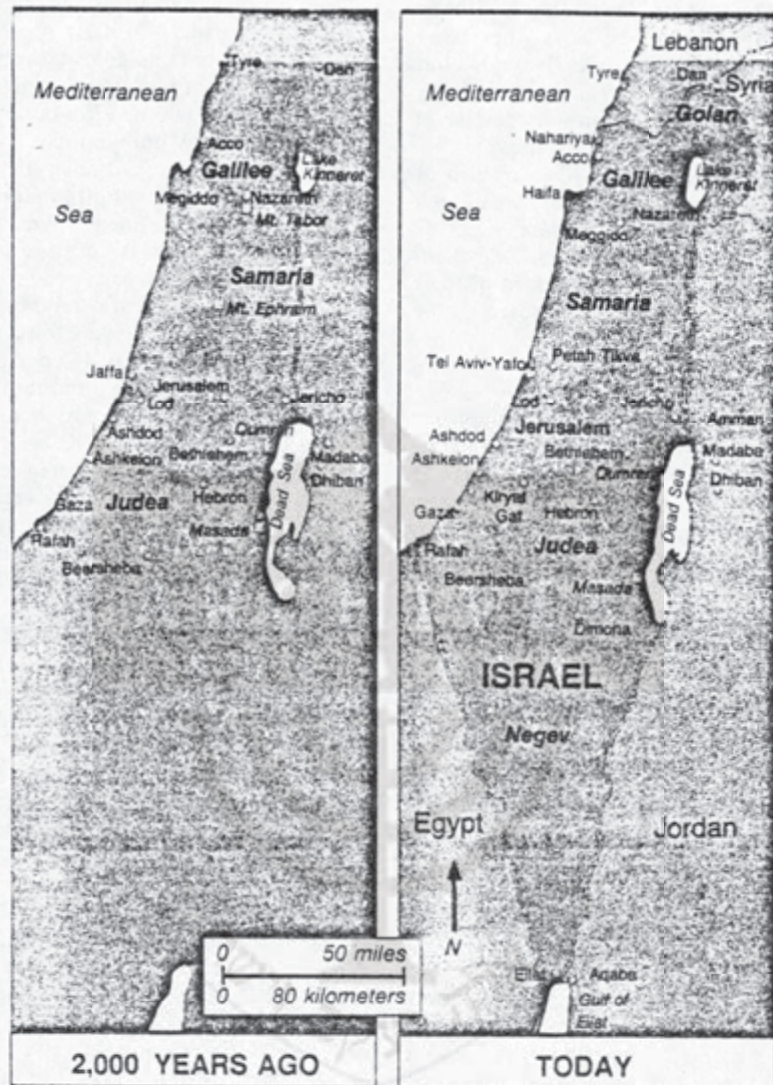 Tyre
Dan
Mediterranean
Acco
Galilee
Lake
Kinneret
Megiddo
Nazareth
Mt. Tabor
Sea
Samaria
Mt. Ephraim
Jaffa
Jerusalem
Jericho
Lod
Ashdod
Qumran
Ashkelon
Bethlehem
Madaba
Dhiban
Gaza
Judea
Hebron
Dead Sea
Masada
Rafah
Beersheba
0 50 miles
0 80 kilometers
2,000 YEARS AGO
Lebanon
Tyre
Dan
Syria
Mediterranean
Golan
Nahariya
Acco
Lake
Kinneret
Galilee
Haifa
Sea
Nazareth
Meggido
Samaria
Tel Aviv-Yafo
Petah Tikva
Lod
Jericho
Amman
Jerusalem
Ashdod
Ashkelon
Bethlehem
Madaba
Qumran
Dhiban
Dead Sea
Kiryat
Gat
Gaza
Hebron
Rafah
Judea
Beersheba
Masada
Dimona
ISRAEL
Negev
Egypt
Jordan
N
Eilat
Aqaba
Gulf of
Eilat
TODAY